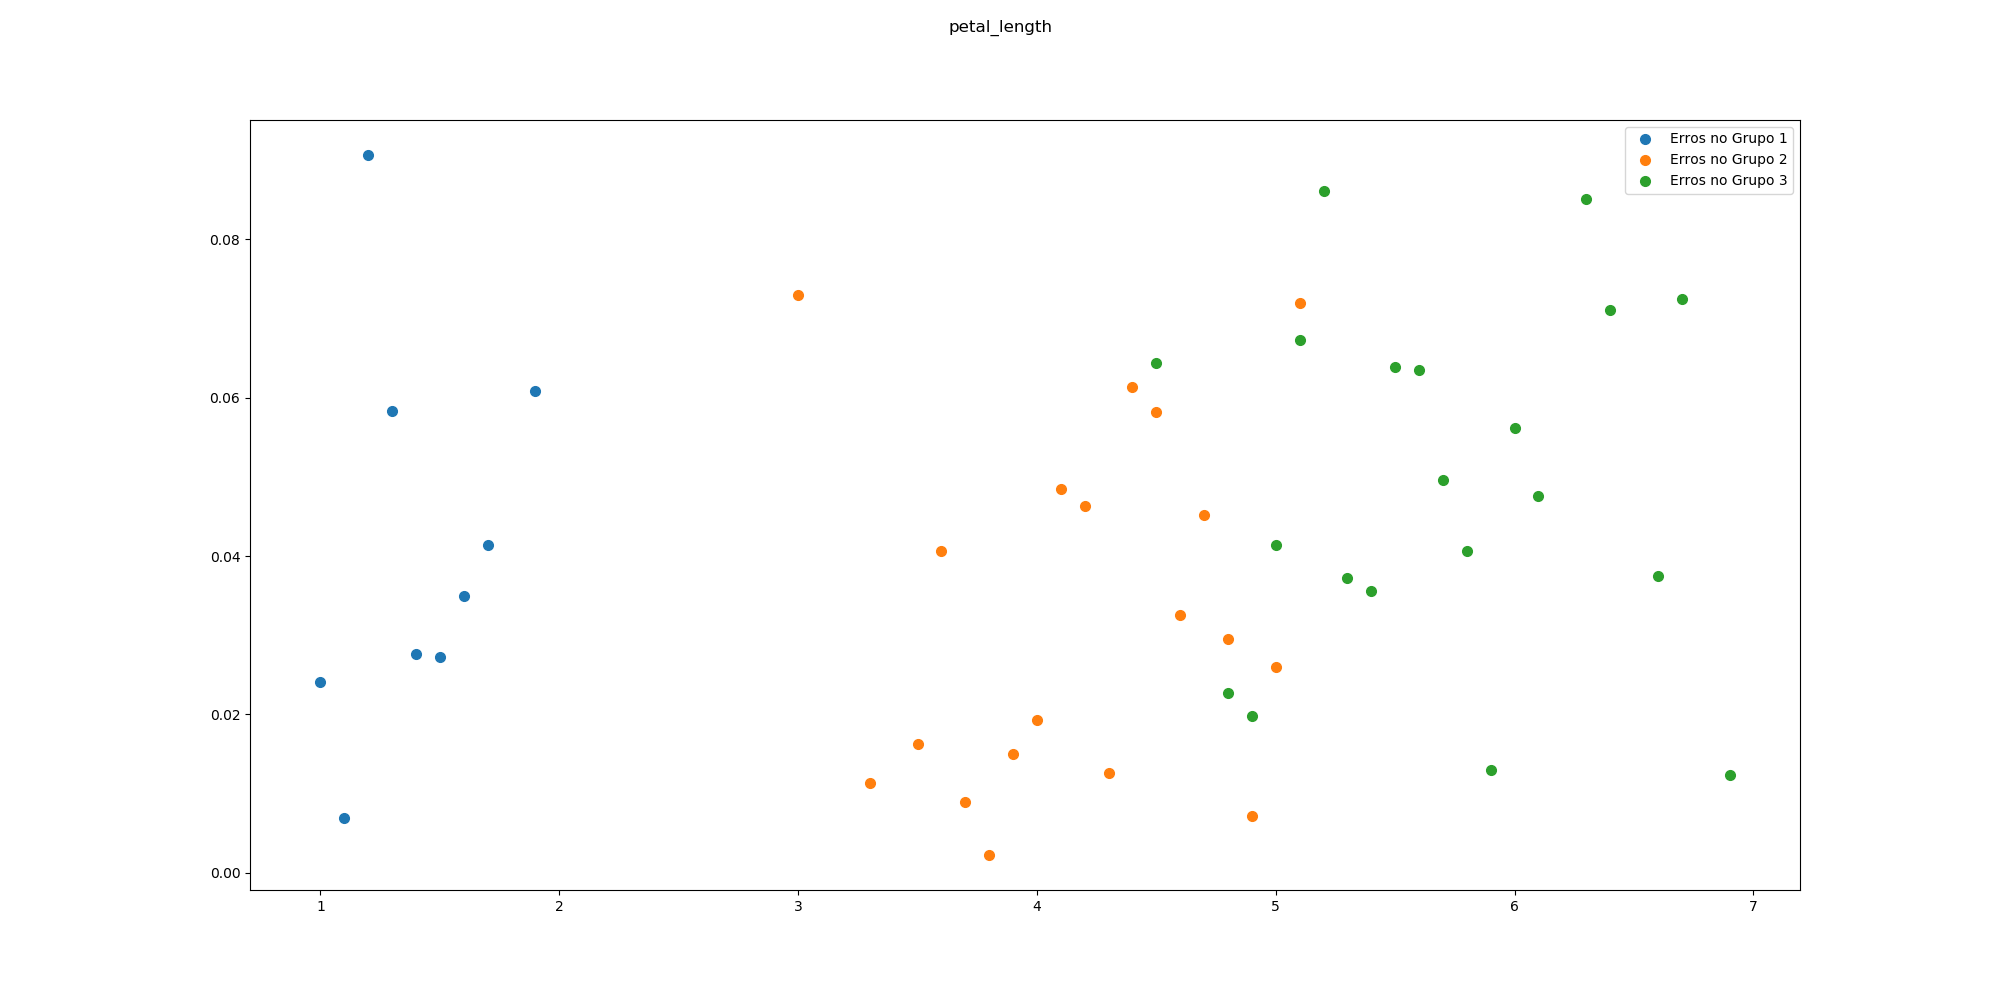 petal_length
Erros no Grupo 1
Erros no Grupo 2
Erros no Grupo 3
0.08
0.06
0.04
0.02
0.00
1 2 3 4 5 6 7